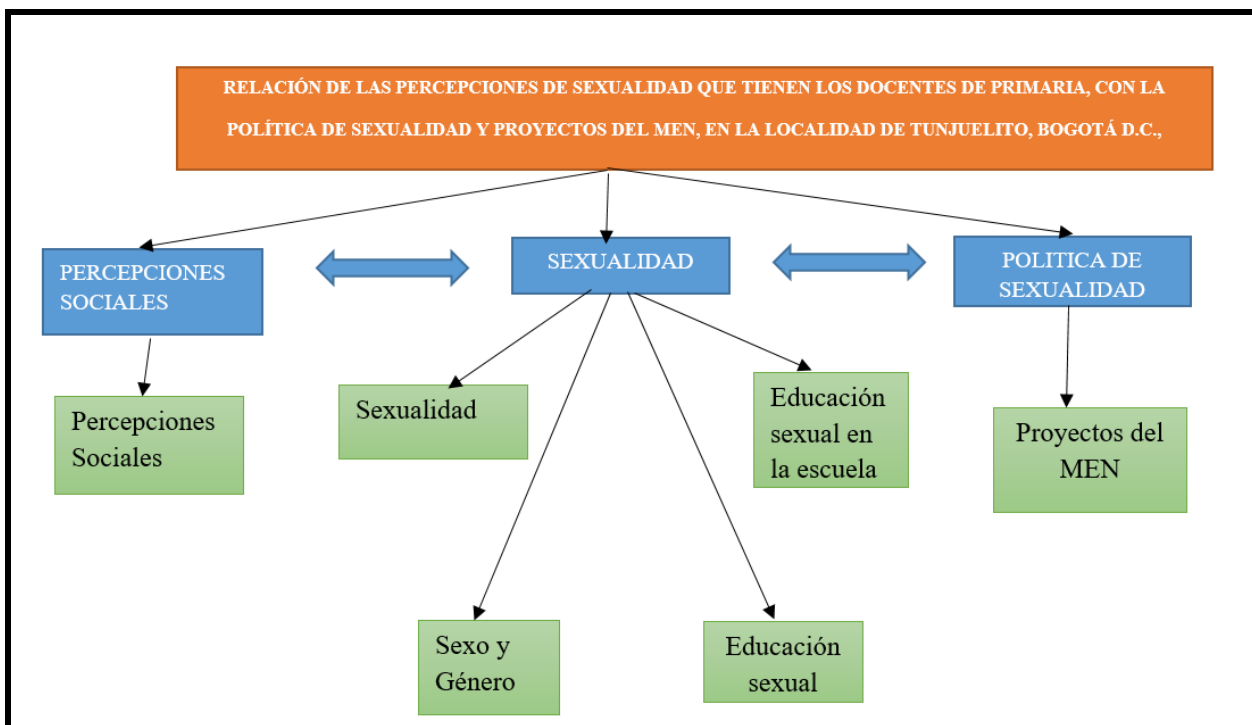 RELACIÓN DE LAS PERCEPCIONES DE SEXUALIDAD QUE TIENEN LOS DOCENTES DE PRIMARIA, CON LA
POLÍTICA DE SEXUALIDAD Y PROYECTOS DEL MEN, EN LA LOCALIDAD DE TUNJUELITO, BOGOTÁ D.C.,
PERCEPCIONES
SOCIALES
SEXUALIDAD
POLITICA DE
SEXUALIDAD
Percepciones
Sociales
Sexualidad
Educación
sexual en
la escuela
Proyectos del
MEN
Sexo y
Género
Educación
sexual